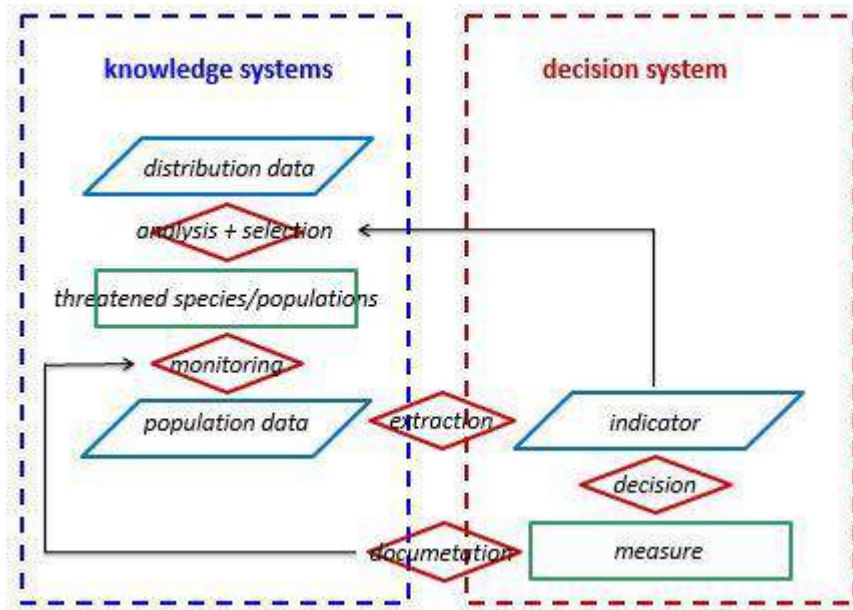 knowledge systems
decision system
distribution data
analysis + selection
threatened species/populations
monitoring
population data
extraction
indicator
decision
documetation
measure